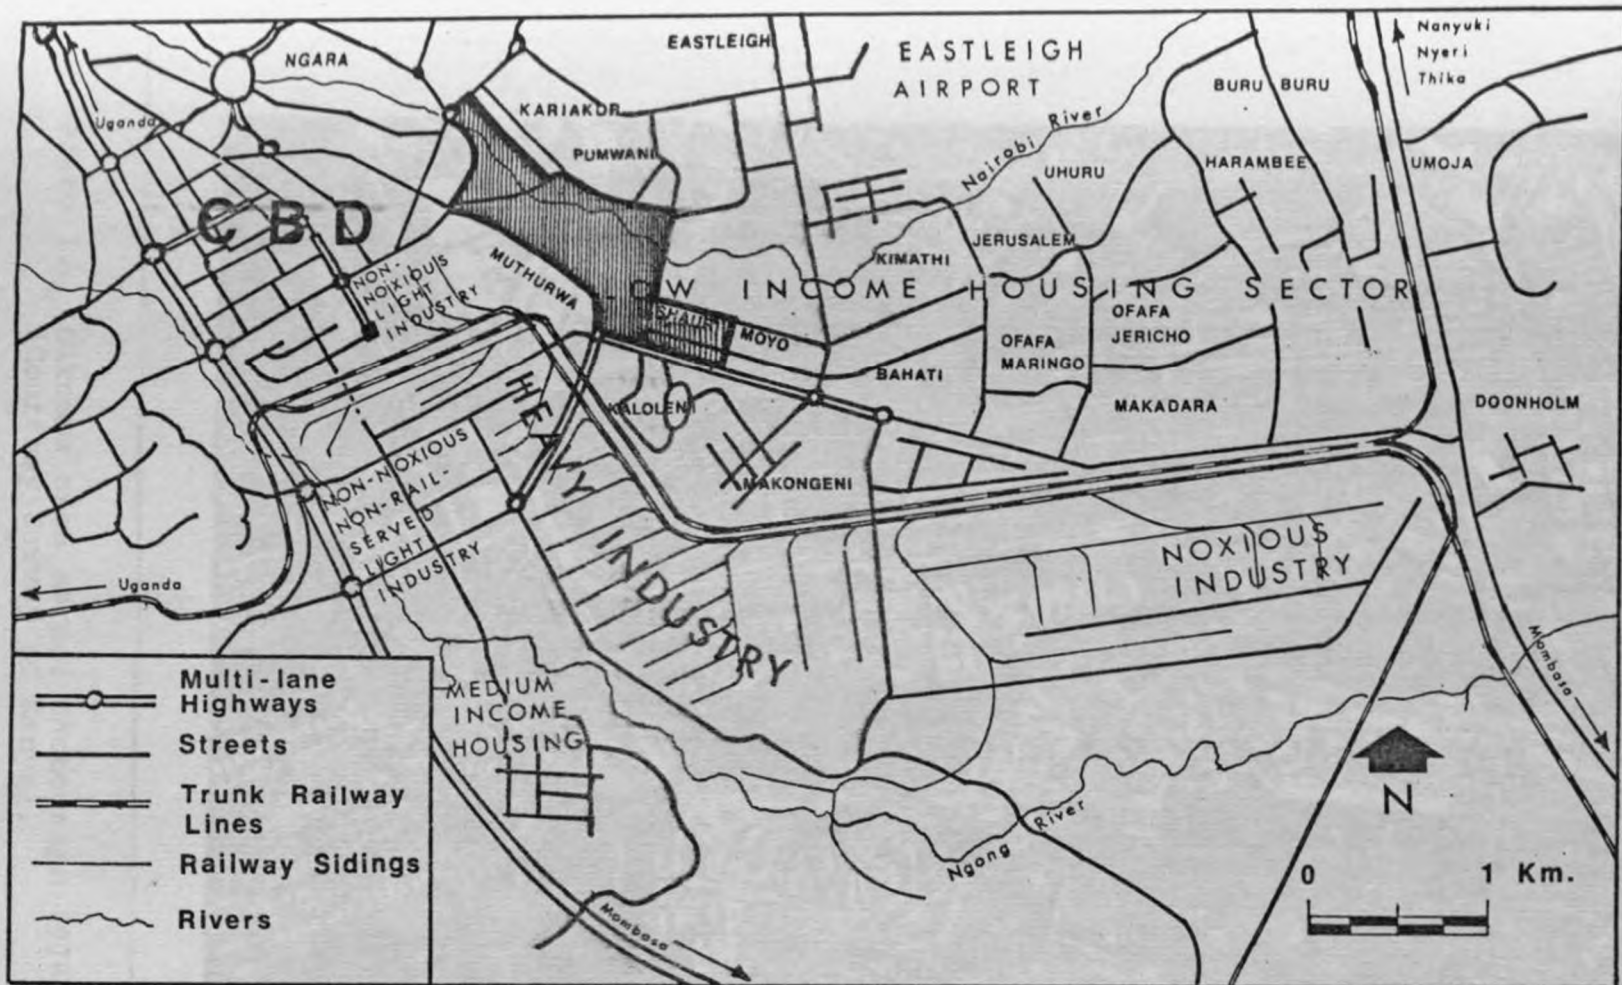 NGARA
EASTLEIGH
EASTLEIGH
AIRPORT
Nanyuki
Nyeri
Thika
Uganda
KARIAKOR
PUMWANI
Nairobi River
BURU BURU
UHURU
HARAMBEE
UMOJA
CBD
NON-
NOXIOUS
LIGHT
INDUSTRY
MUTHURWA
KIMATHI
JERUSALEM
LOW INCOME HOUSING SECTOR
SHAURI
MOYO
OFAFA
MARINGO
OFAFA
JERICHO
BAHATI
KALOLENI
MAKADARA
DOONHOLM
MAKONGENI
HEAVY INDUSTRY
NON-NOXIOUS
NON-RAIL-
SERVED
LIGHT
INDUSTRY
NOXIOUS
INDUSTRY
Uganda
Mombasa
MEDIUM
INCOME
HOUSING
Ngong River
Mombasa
Multi-lane
Highways
Streets
Trunk Railway
Lines
Railway Sidings
Rivers
N
0 1 Km.